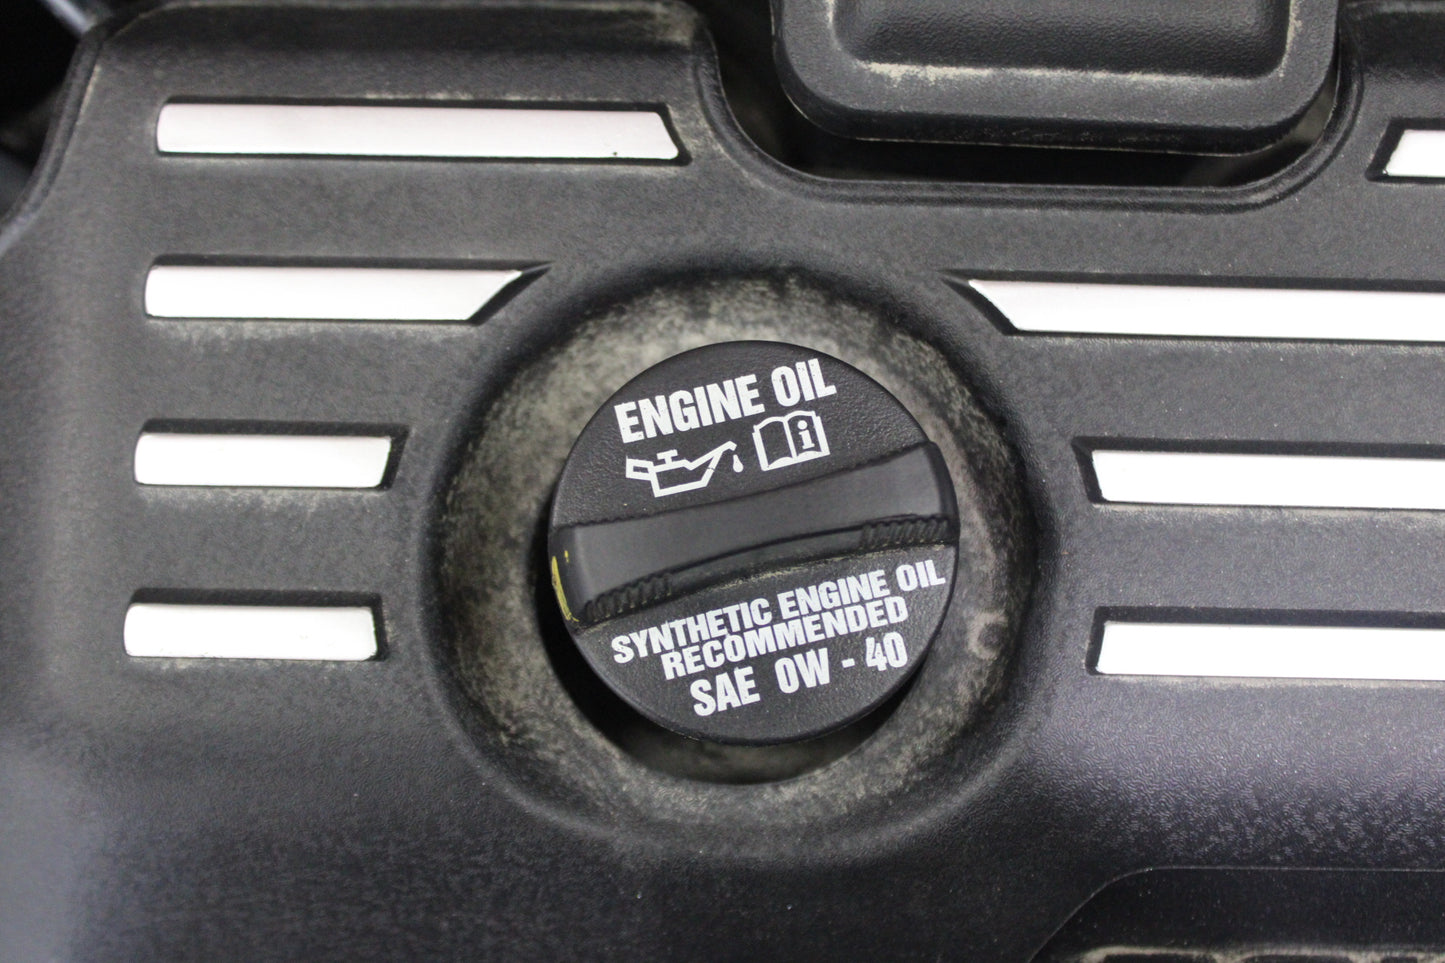 ENGINE OIL
i
SYNTHETIC ENGINE OIL
RECOMMENDED
SAE 0W - 40